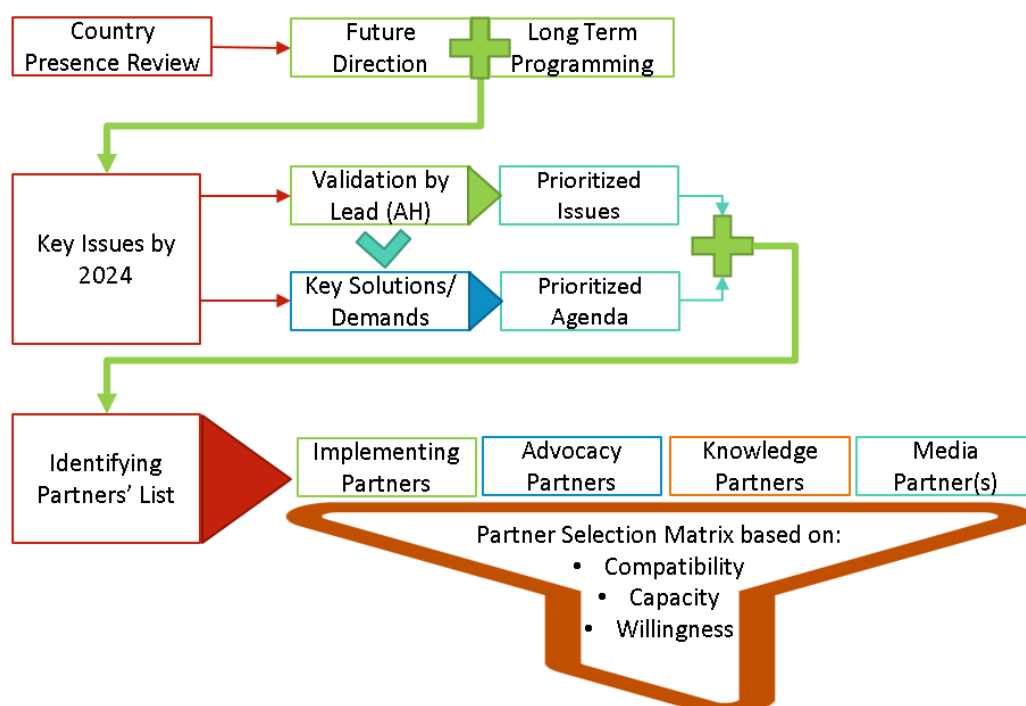 Country
Presence Review
Future
Direction
Long Term
Programming
Key Issues by
2024
Validation by
Lead (AH)
Prioritized
Issues
Key Solutions/
Demands
Prioritized
Agenda
Identifying
Partners’ List
Implementing
Partners
Advocacy
Partners
Knowledge
Partners
Media
Partner(s)
Partner Selection Matrix based on:
• Compatibility
• Capacity
• Willingness